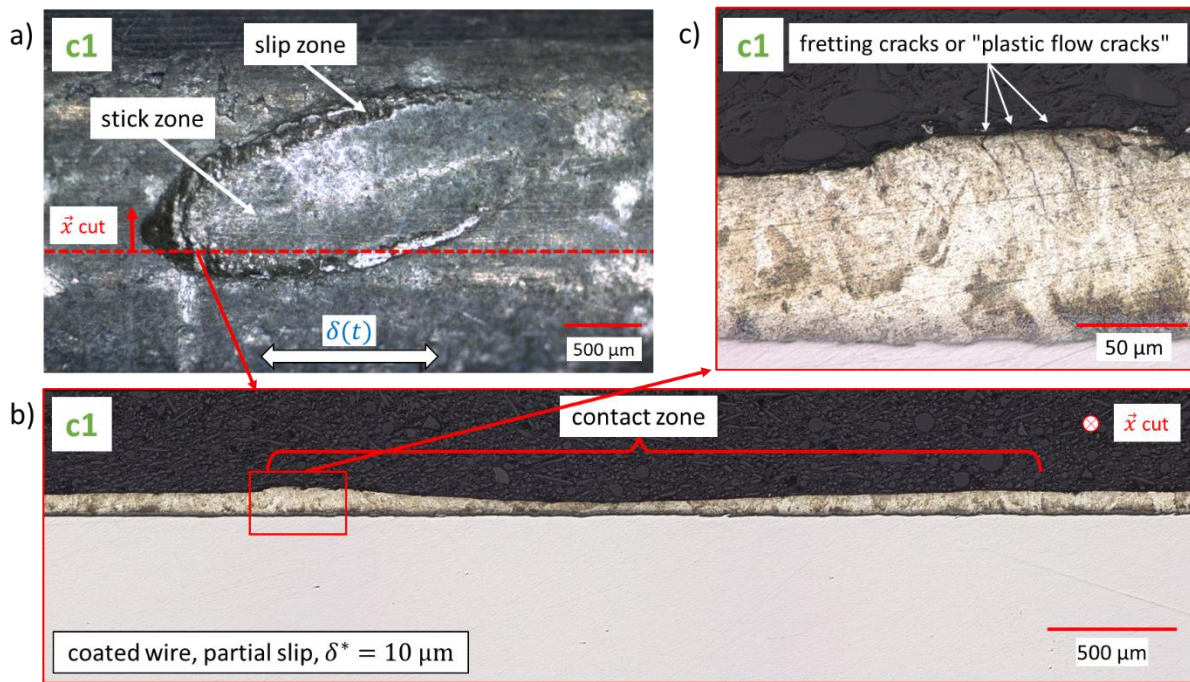 a)
c1
slip zone
stick zone
x⃗ cut
δ(t)
500 µm
c)
c1
fretting cracks or "plastic flow cracks"
50 µm
b)
c1
contact zone
x⃗ cut
coated wire, partial slip, δ* = 10 µm
500 µm